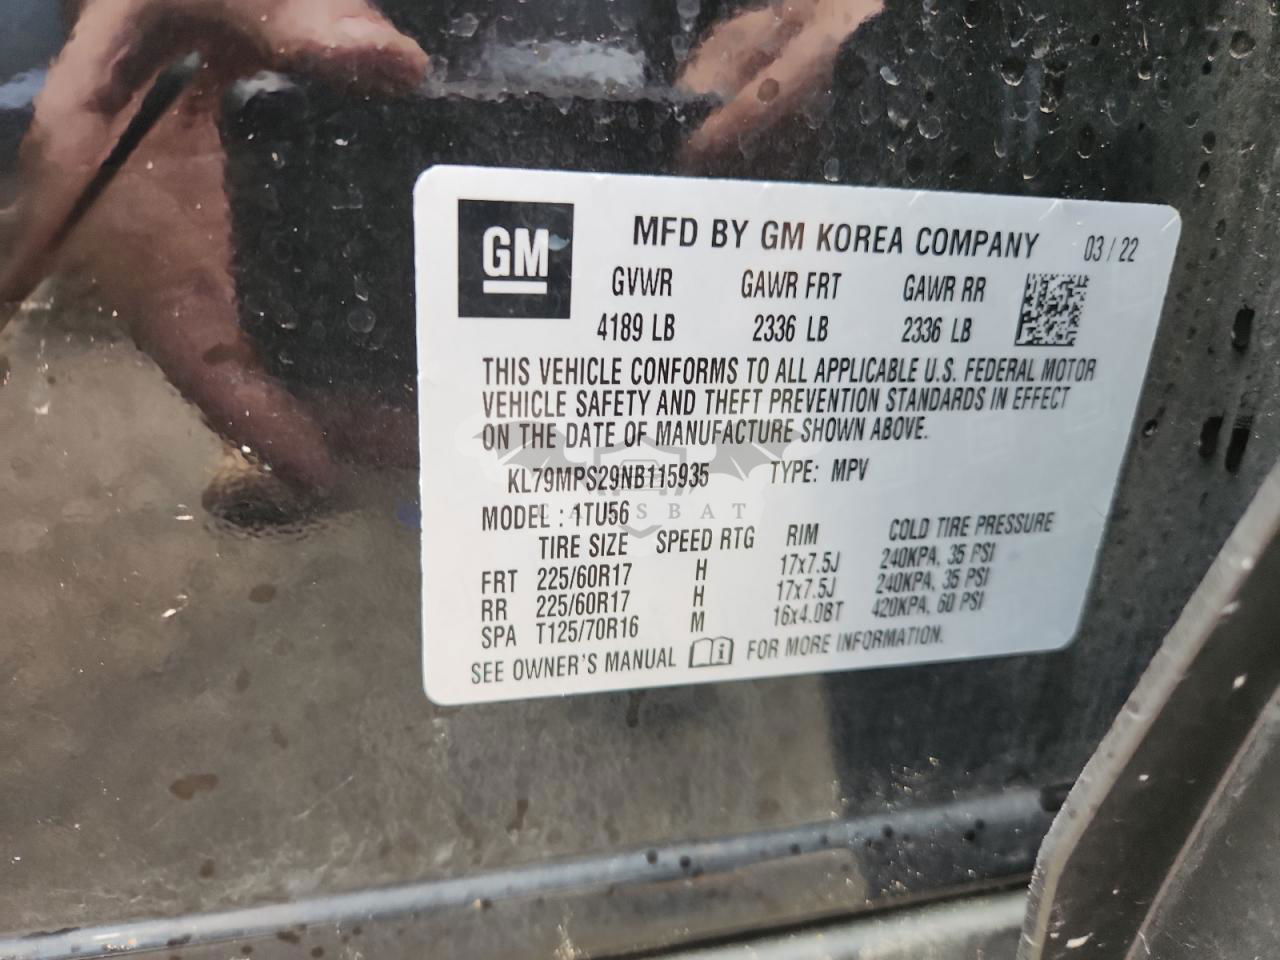 GM
MFD BY GM KOREA COMPANY 03 / 22
GVWR GAWR FRT GAWR RR
4189 LB 2336 LB 2336 LB
THIS VEHICLE CONFORMS TO ALL APPLICABLE U.S. FEDERAL MOTOR
VEHICLE SAFETY AND THEFT PREVENTION STANDARDS IN EFFECT
ON THE DATE OF MANUFACTURE SHOWN ABOVE.
KL79MPS29NB115935 TYPE: MPV
CARSBAT
MODEL : 1TU56
TIRE SIZE SPEED RTG RIM COLD TIRE PRESSURE
FRT 225/60R17 H 17x7.5J 240KPA, 35 PSI
RR 225/60R17 H 17x7.5J 240KPA, 35 PSI
SPA T125/70R16 M 16x4.0BT 420KPA, 60 PSI
SEE OWNER'S MANUAL i FOR MORE INFORMATION.